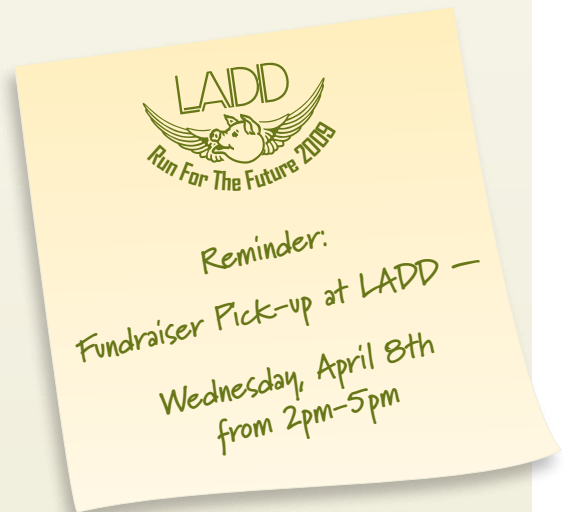 LADD
Run For The Future 2009
Reminder:
Fundraiser Pick-up at LADD —
Wednesday, April 8th
from 2pm-5pm